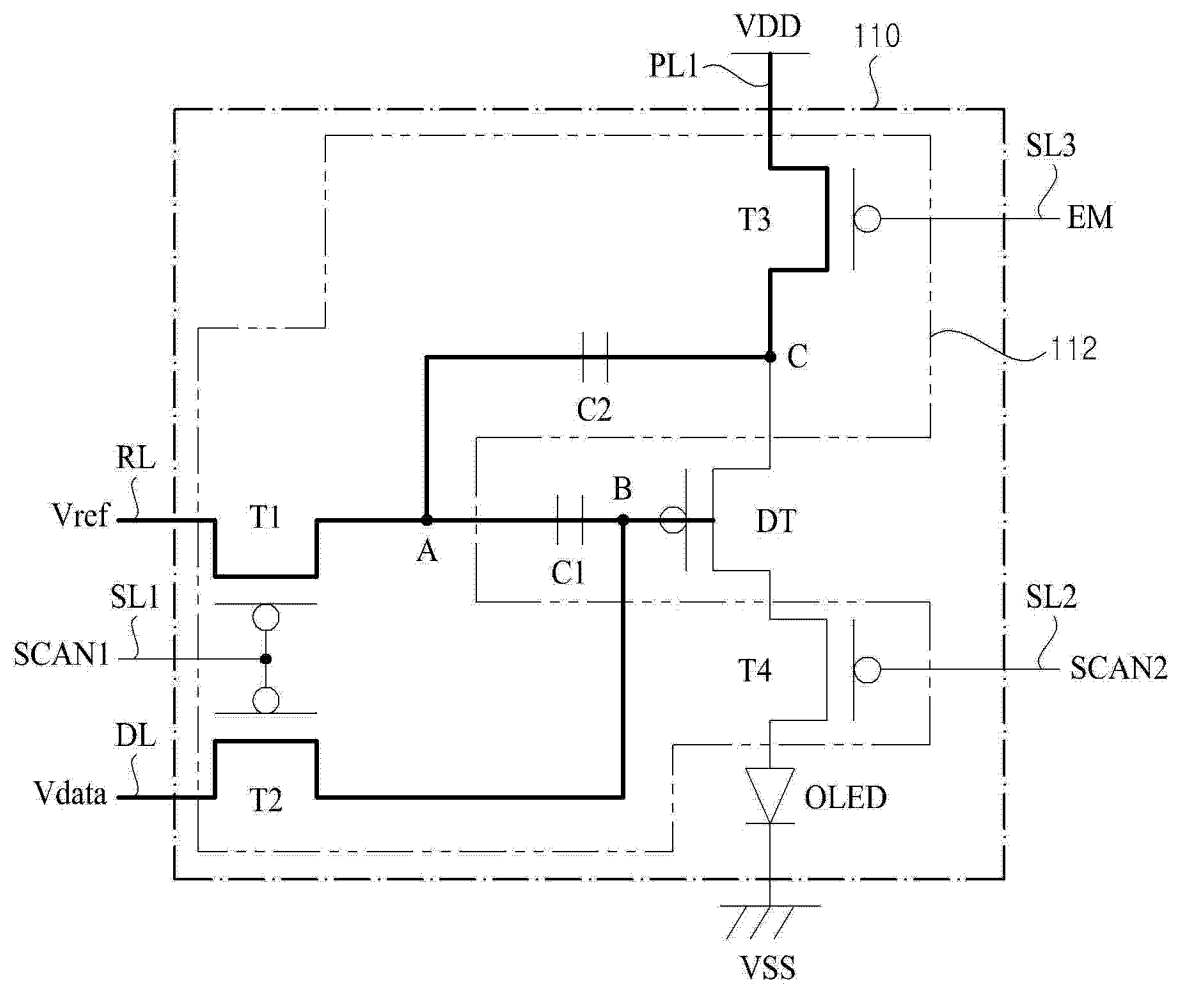 VDD
110
PL1
SL3
T3
EM
C
112
C2
RL
B
Vref
T1
DT
A
C1
SL1
SL2
SCAN1
T4
SCAN2
DL
Vdata
T2
OLED
VSS